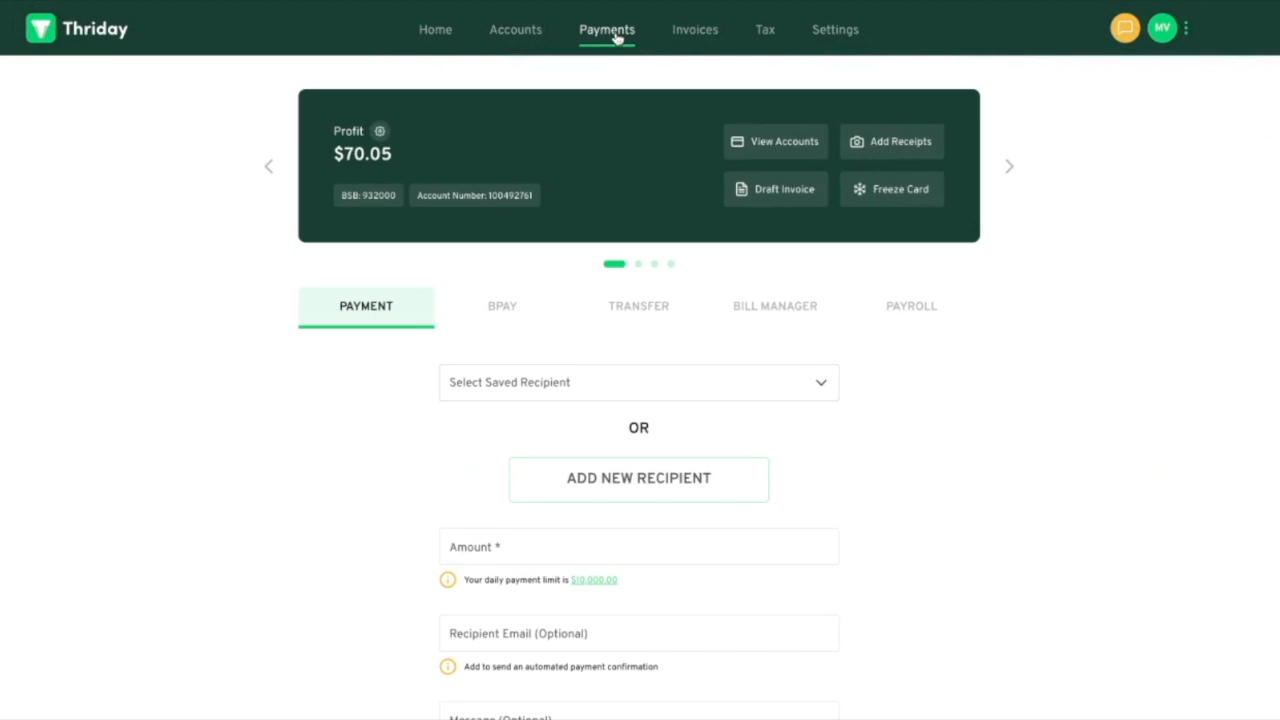 Thriday
Home Accounts Payments Invoices Tax Settings
MV
Profit
$70.05
BSB: 932000 Account Number: 100492761
View Accounts Add Receipts
Draft Invoice Freeze Card
PAYMENT BPAY TRANSFER BILL MANAGER PAYROLL
Select Saved Recipient
OR
ADD NEW RECIPIENT
Amount *
Your daily payment limit is $10,000.00
Recipient Email (Optional)
Add to send an automated payment confirmation
Message (Optional)